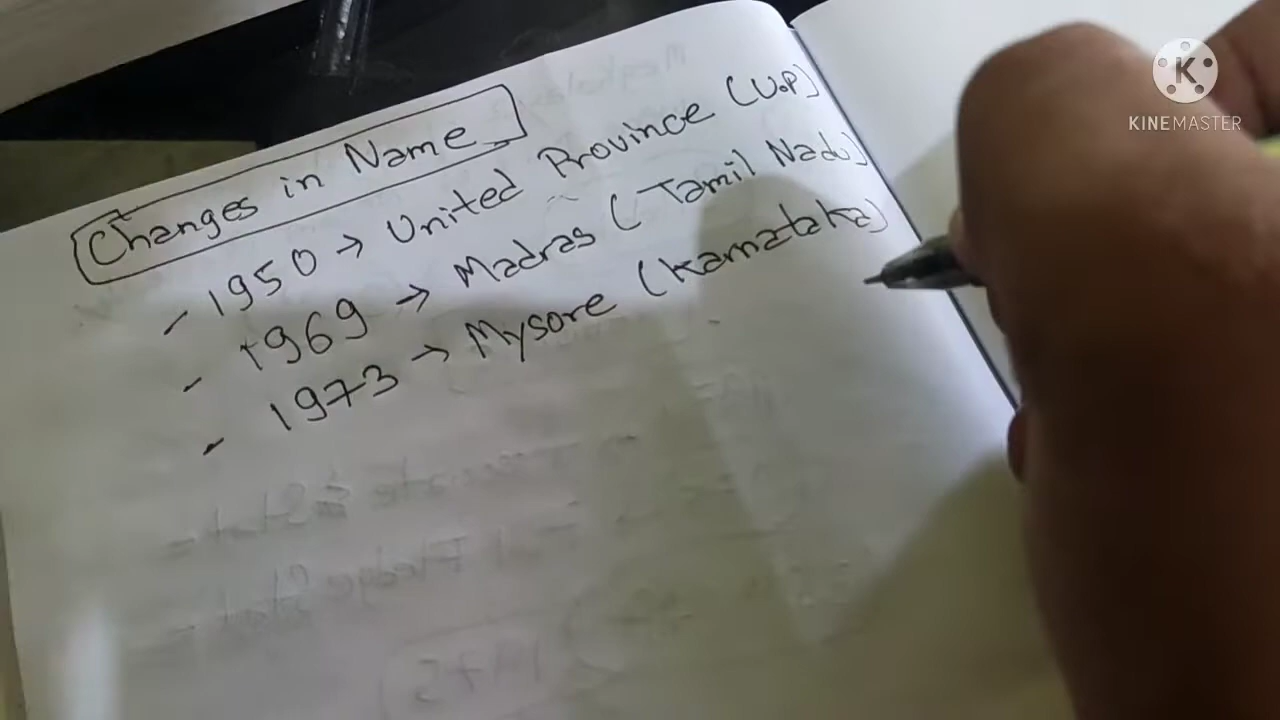 Changes in Name
- 1950 → United Province (U.P)
- 1969 → Madras (Tamil Nadu)
- 1973 → Mysore (Karnataka)
K
KINEMASTER